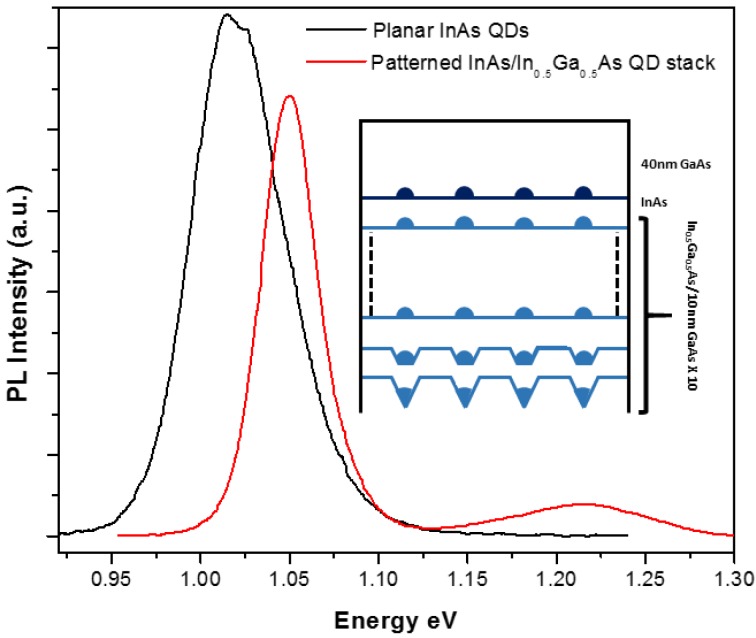 Planar InAs QDs
Patterned InAs/In0.5Ga0.5As QD stack
40nm GaAs
InAs
In0.5Ga0.5As/10nm GaAs X 10
PL Intensity (a.u.)
0.95 1.00 1.05 1.10 1.15 1.20 1.25 1.30
Energy eV